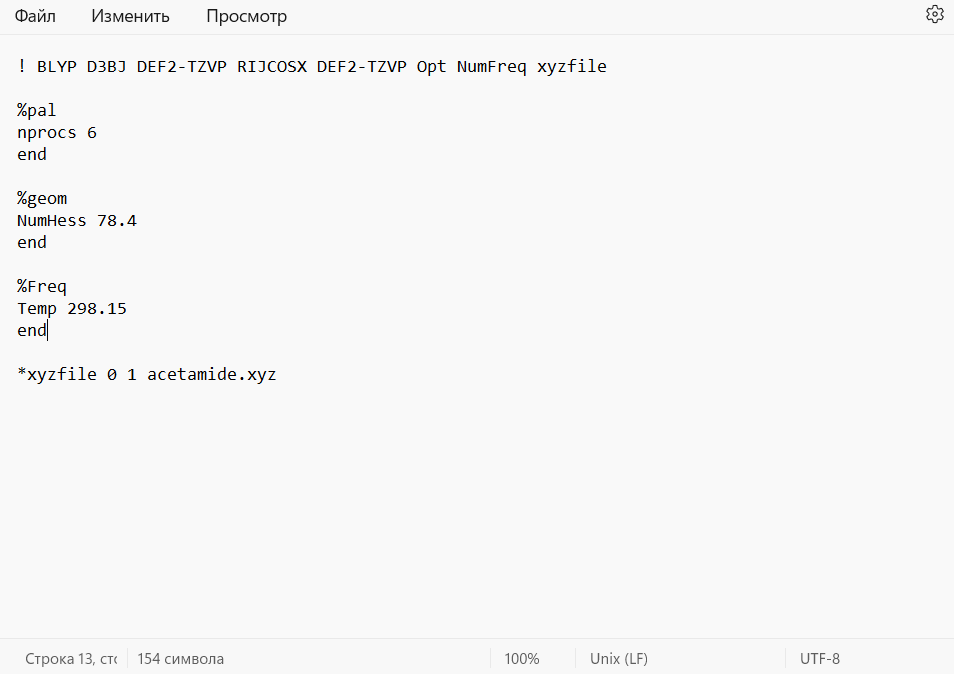 Файл Изменить Просмотр
! BLYP D3BJ DEF2-TZVP RIJCOSX DEF2-TZVP Opt NumFreq xyzfile
%pal
nprocs 6
end
%geom
NumHess 78.4
end
%Freq
Temp 298.15
end
*xyzfile 0 1 acetamide.xyz
Строка 13, 154 символа 100% Unix (LF) UTF-8